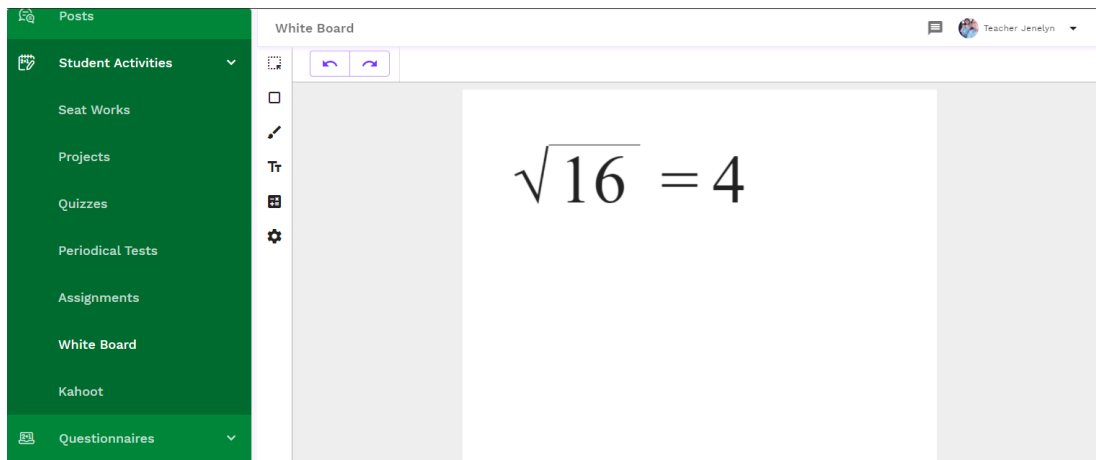 Posts
Student Activities
Seat Works
Projects
Quizzes
Periodical Tests
Assignments
White Board
Kahoot
Questionnaires
White Board
Teacher Jenelyn
Tт
√16 = 4